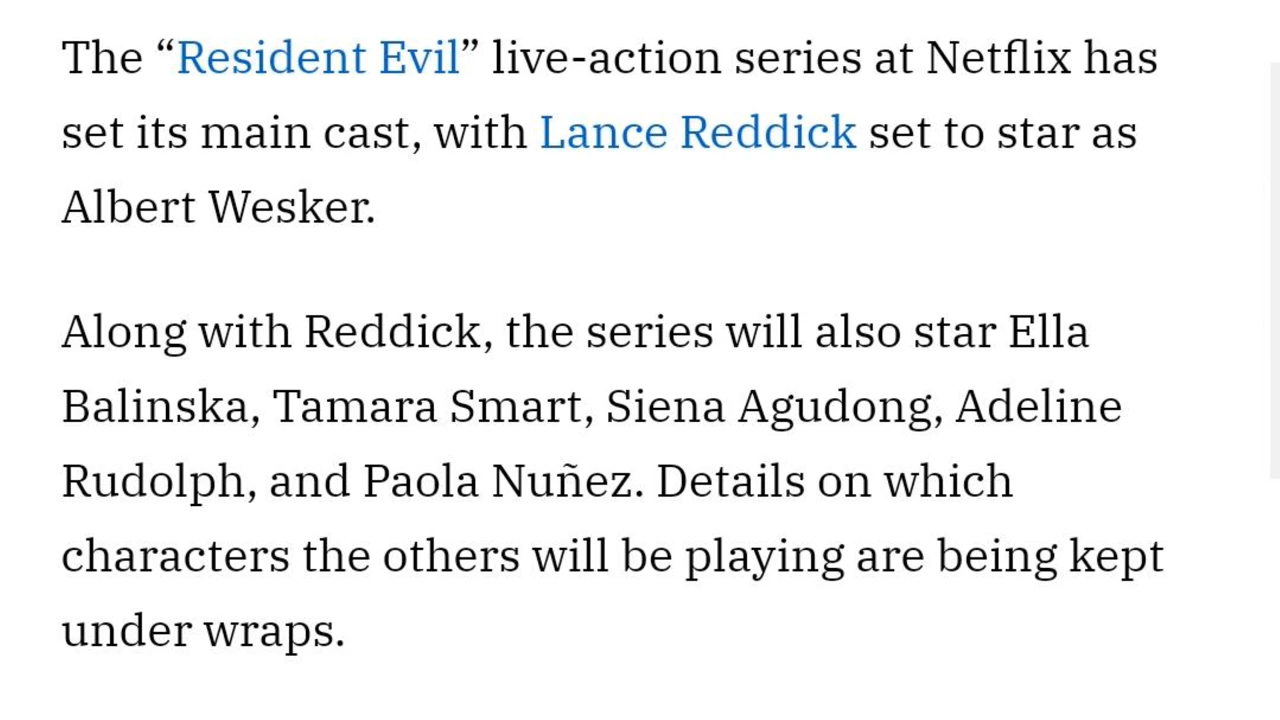 The “Resident Evil” live-action series at Netflix has
set its main cast, with Lance Reddick set to star as
Albert Wesker.
Along with Reddick, the series will also star Ella
Balinska, Tamara Smart, Siena Agudong, Adeline
Rudolph, and Paola Nuñez. Details on which
characters the others will be playing are being kept
under wraps.